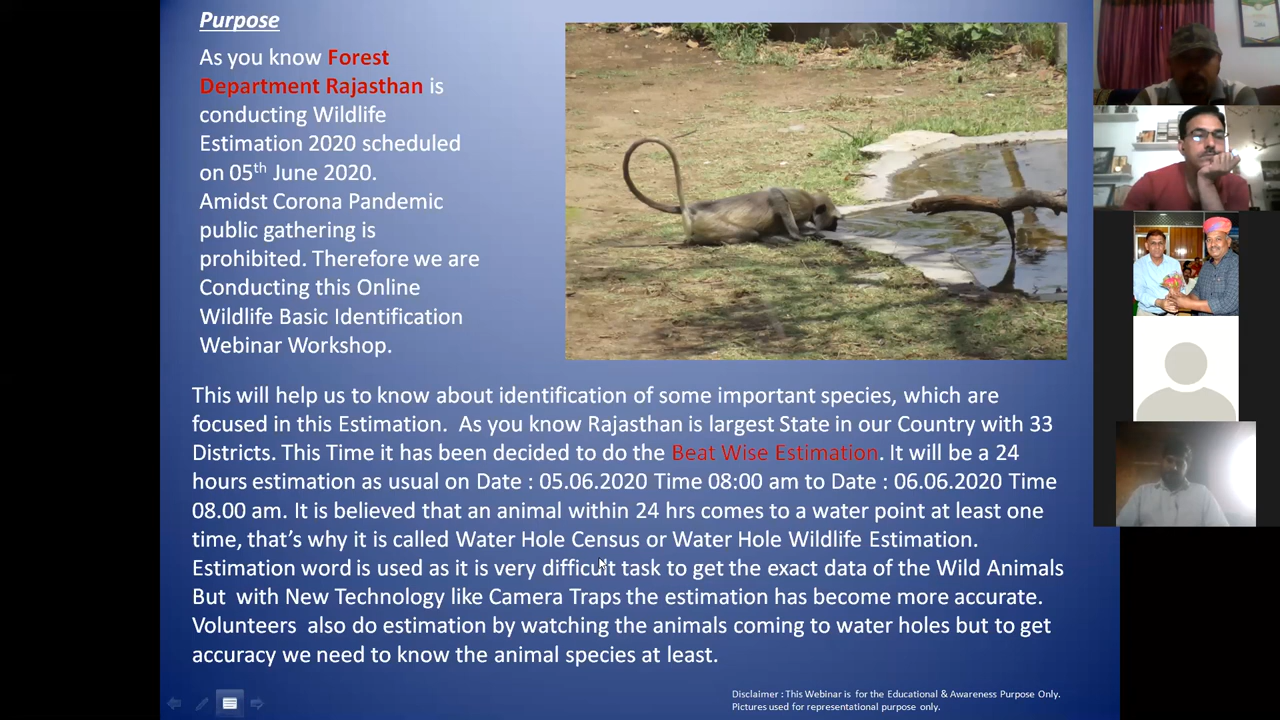 Purpose
As you know Forest
Department Rajasthan is
conducting Wildlife
Estimation 2020 scheduled
on 05th June 2020.
Amidst Corona Pandemic
public gathering is
prohibited. Therefore we are
Conducting this Online
Wildlife Basic Identification
Webinar Workshop.
This will help us to know about identification of some important species, which are
focused in this Estimation. As you know Rajasthan is largest State in our Country with 33
Districts. This Time it has been decided to do the Beat Wise Estimation. It will be a 24
hours estimation as usual on Date : 05.06.2020 Time 08:00 am to Date : 06.06.2020 Time
08.00 am. It is believed that an animal within 24 hrs comes to a water point at least one
time, that’s why it is called Water Hole Census or Water Hole Wildlife Estimation.
Estimation word is used as it is very difficult task to get the exact data of the Wild Animals
But with New Technology like Camera Traps the estimation has become more accurate.
Volunteers also do estimation by watching the animals coming to water holes but to get
accuracy we need to know the animal species at least.
Disclaimer : This Webinar is for the Educational & Awareness Purpose Only.
Pictures used for representational purpose only.